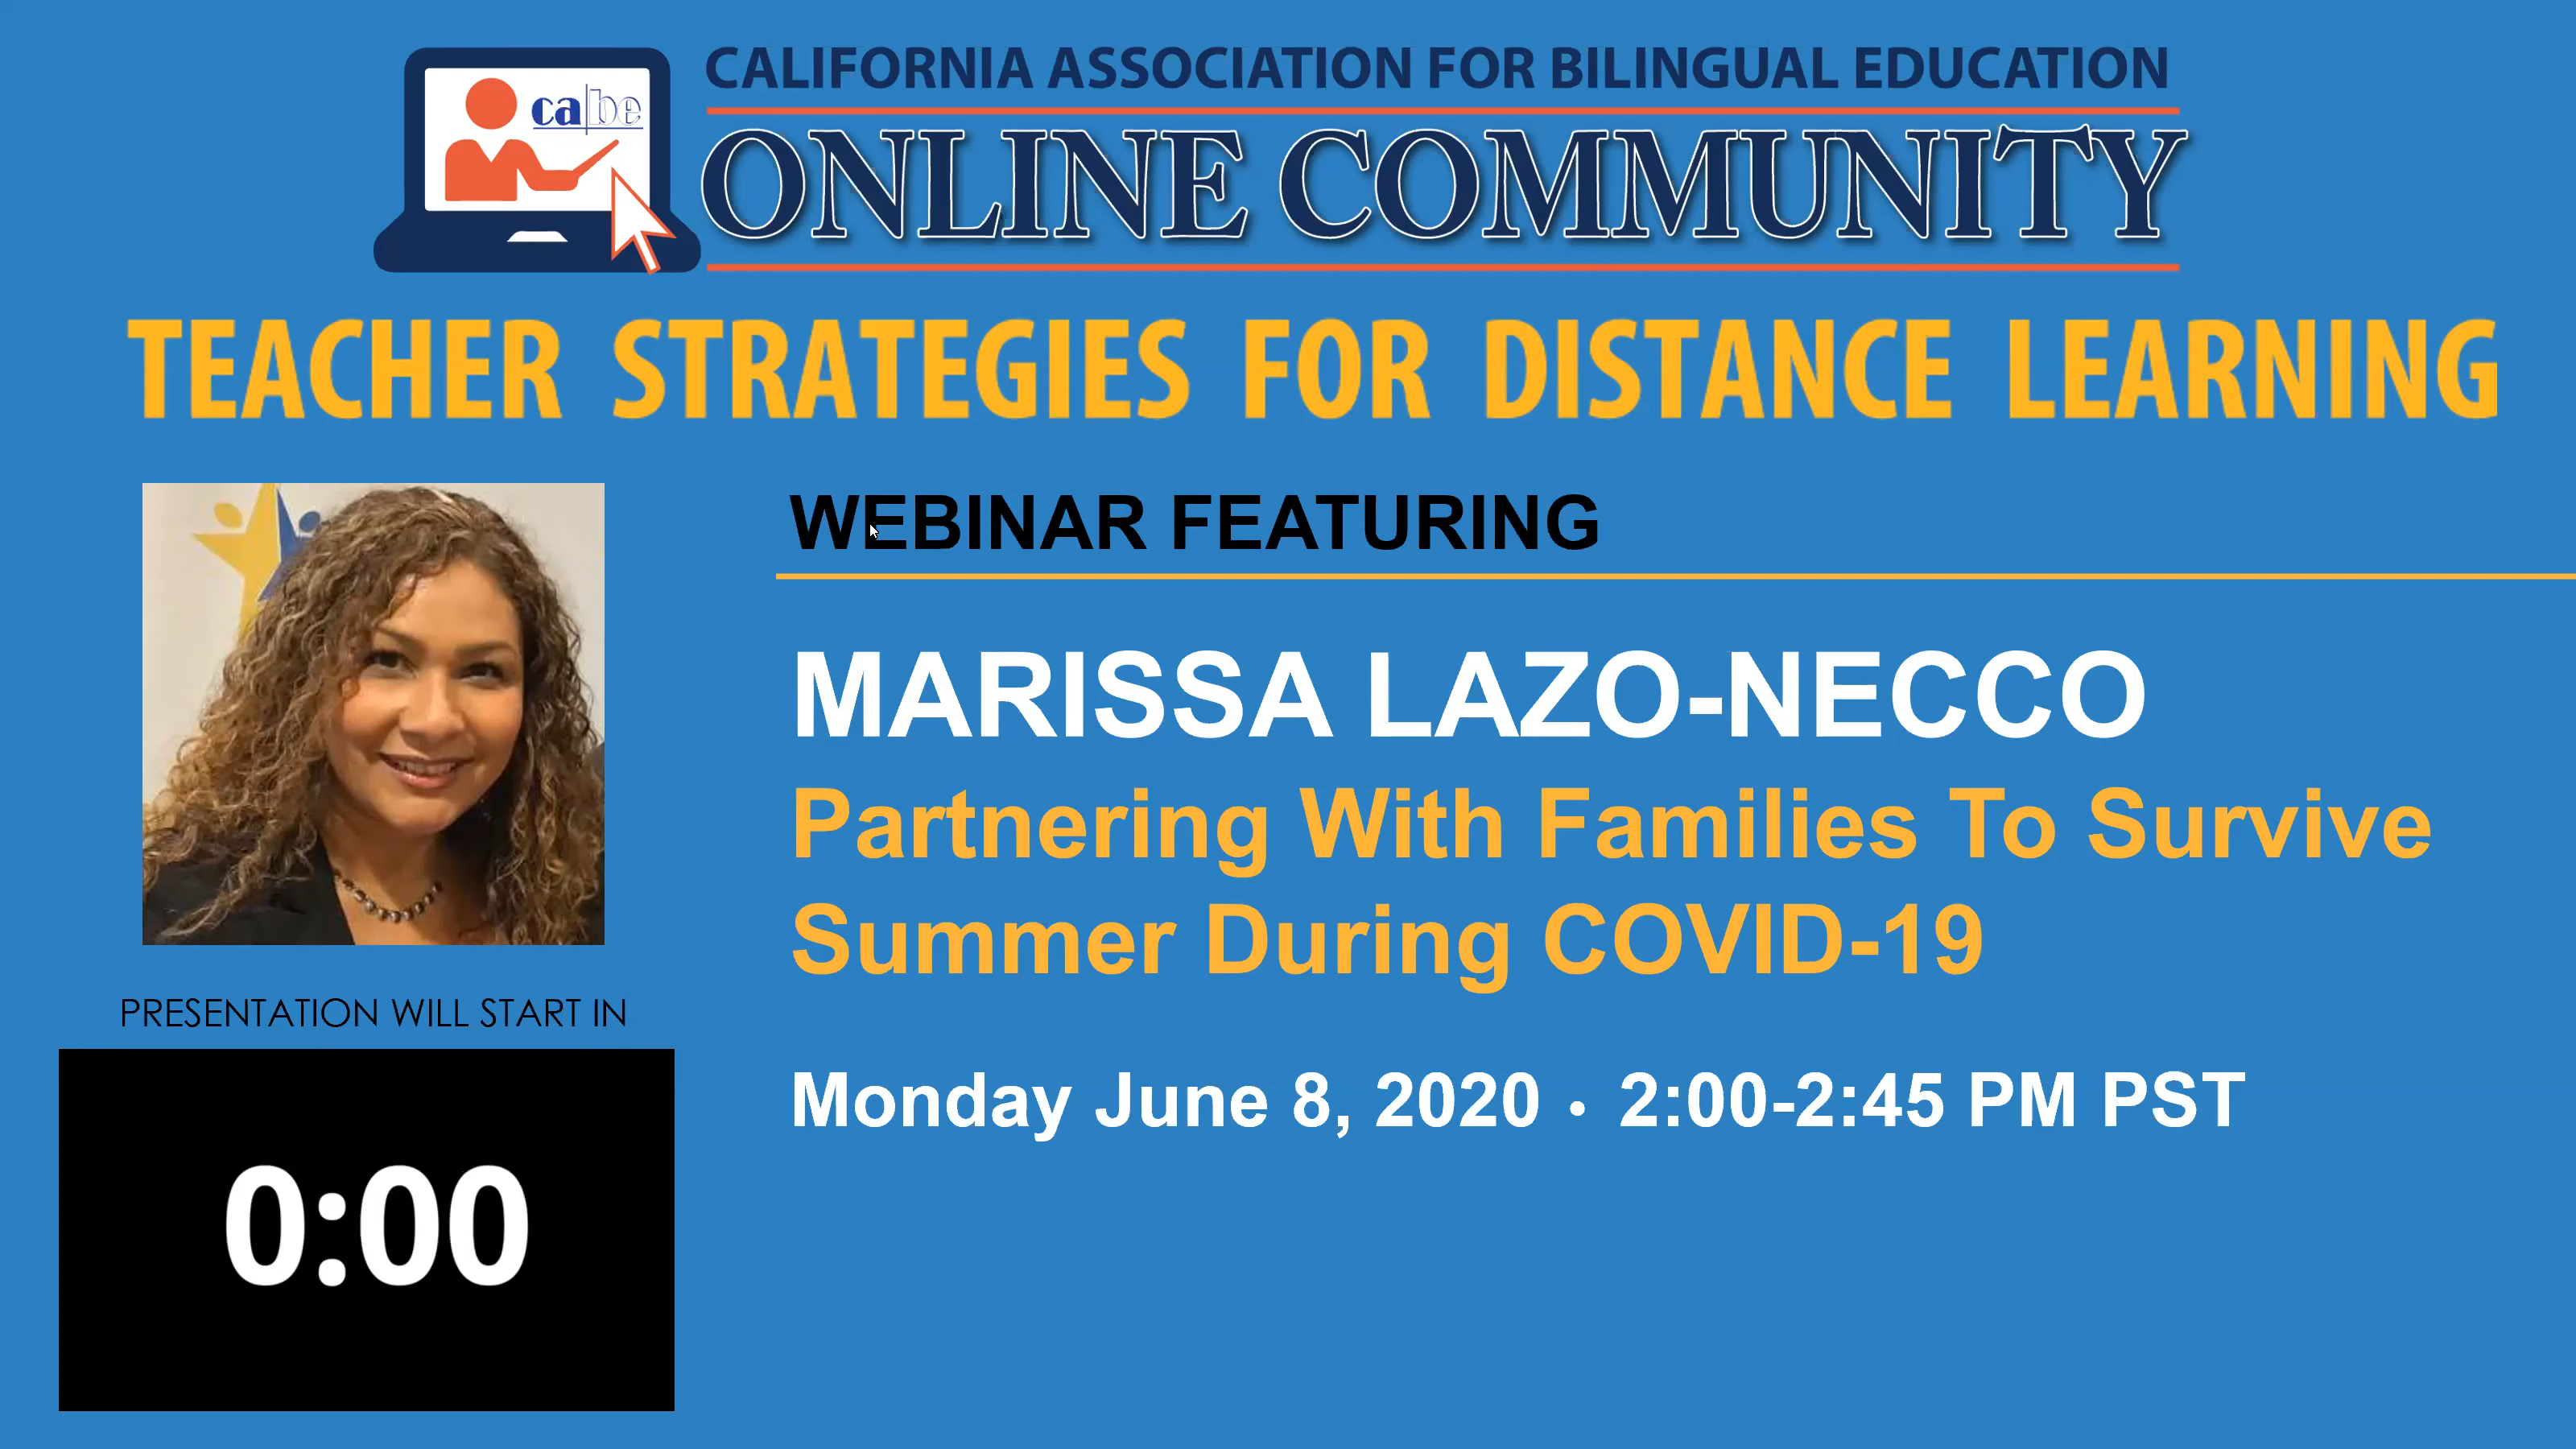 ca|be
CALIFORNIA ASSOCIATION FOR BILINGUAL EDUCATION
ONLINE COMMUNITY
TEACHER STRATEGIES FOR DISTANCE LEARNING
WEBINAR FEATURING
MARISSA LAZO-NECCO
Partnering With Families To Survive
Summer During COVID-19
Monday June 8, 2020 • 2:00-2:45 PM PST
PRESENTATION WILL START IN
0:00